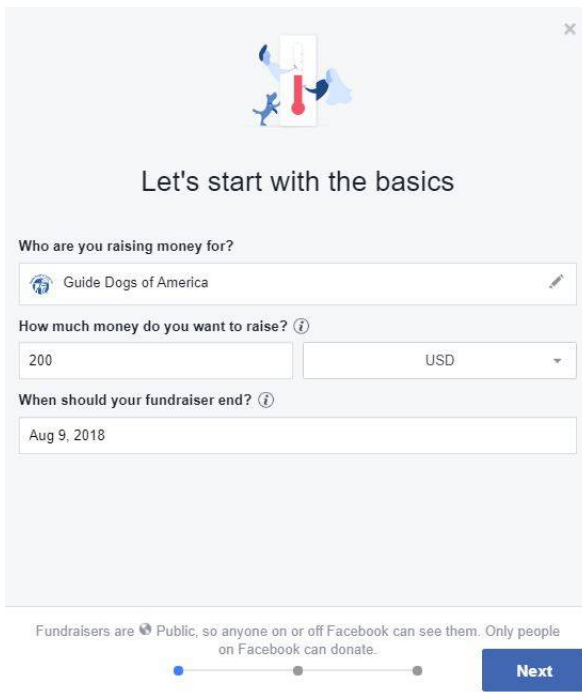 Let's start with the basics
Who are you raising money for?
Guide Dogs of America
How much money do you want to raise?
200
USD
When should your fundraiser end?
Aug 9, 2018
Fundraisers are Public, so anyone on or off Facebook can see them. Only people
on Facebook can donate.
Next